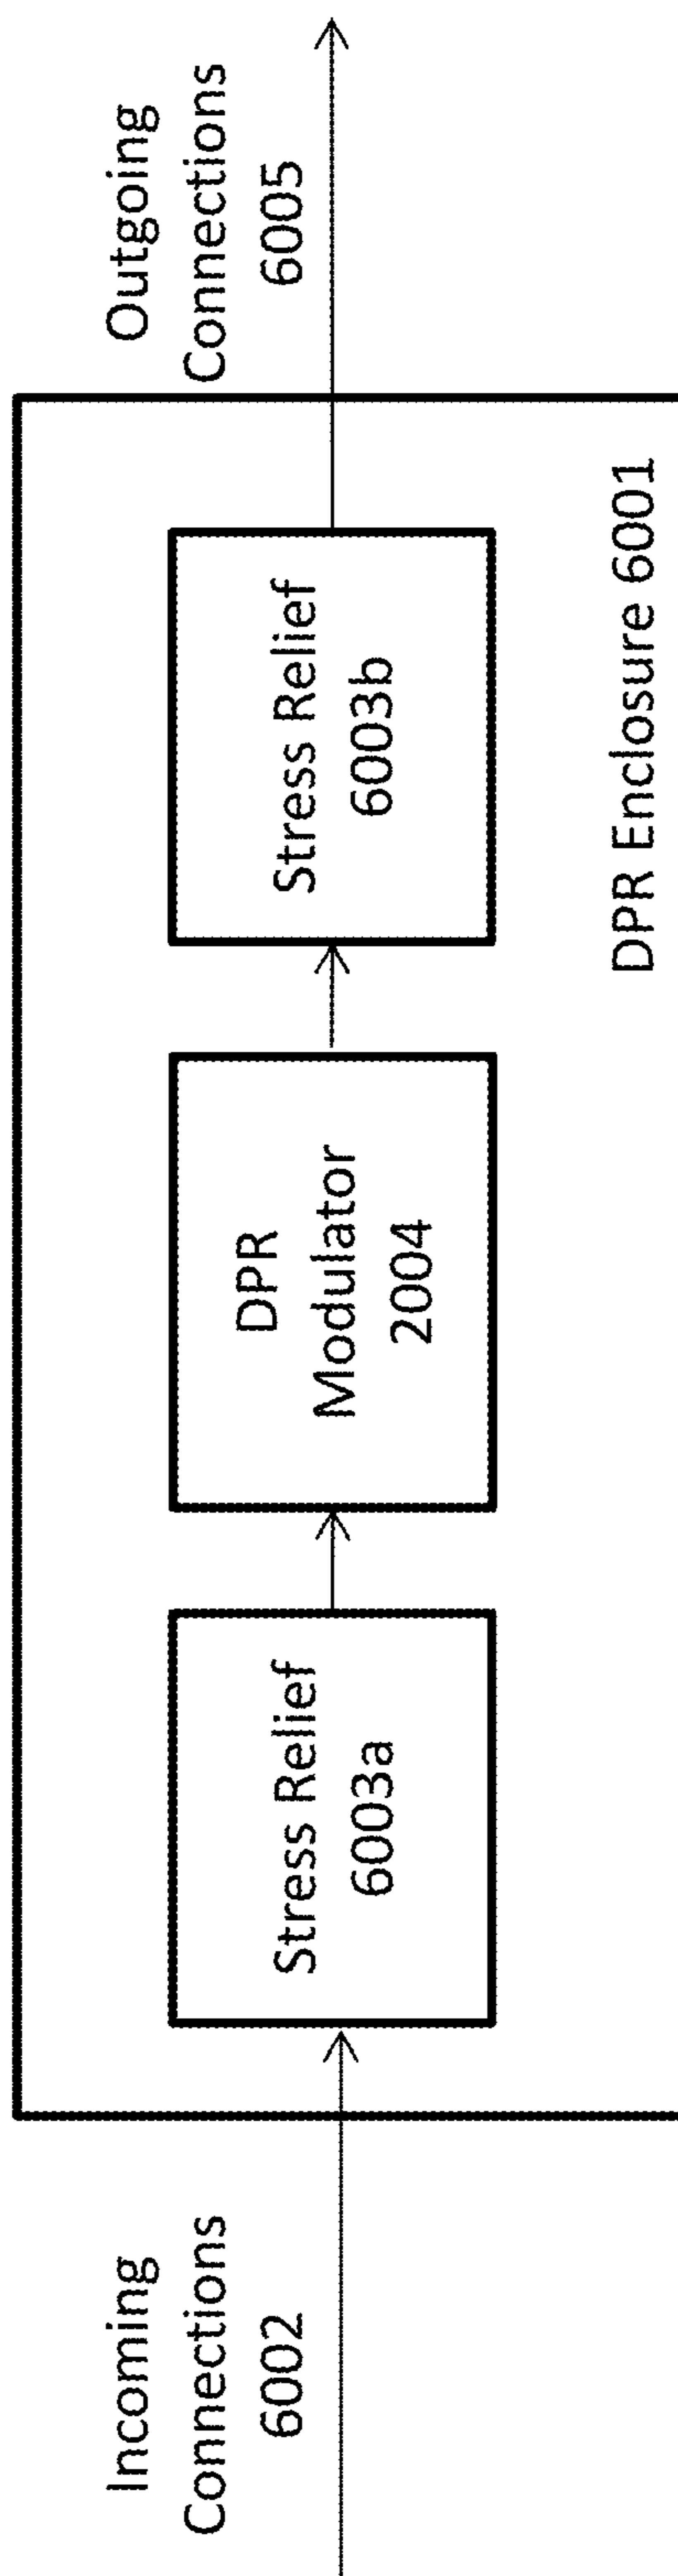 Incoming
Connections
6002
Stress Relief
6003a
DPR
Modulator
2004
Stress Relief
6003b
Outgoing
Connections
6005
DPR Enclosure 6001